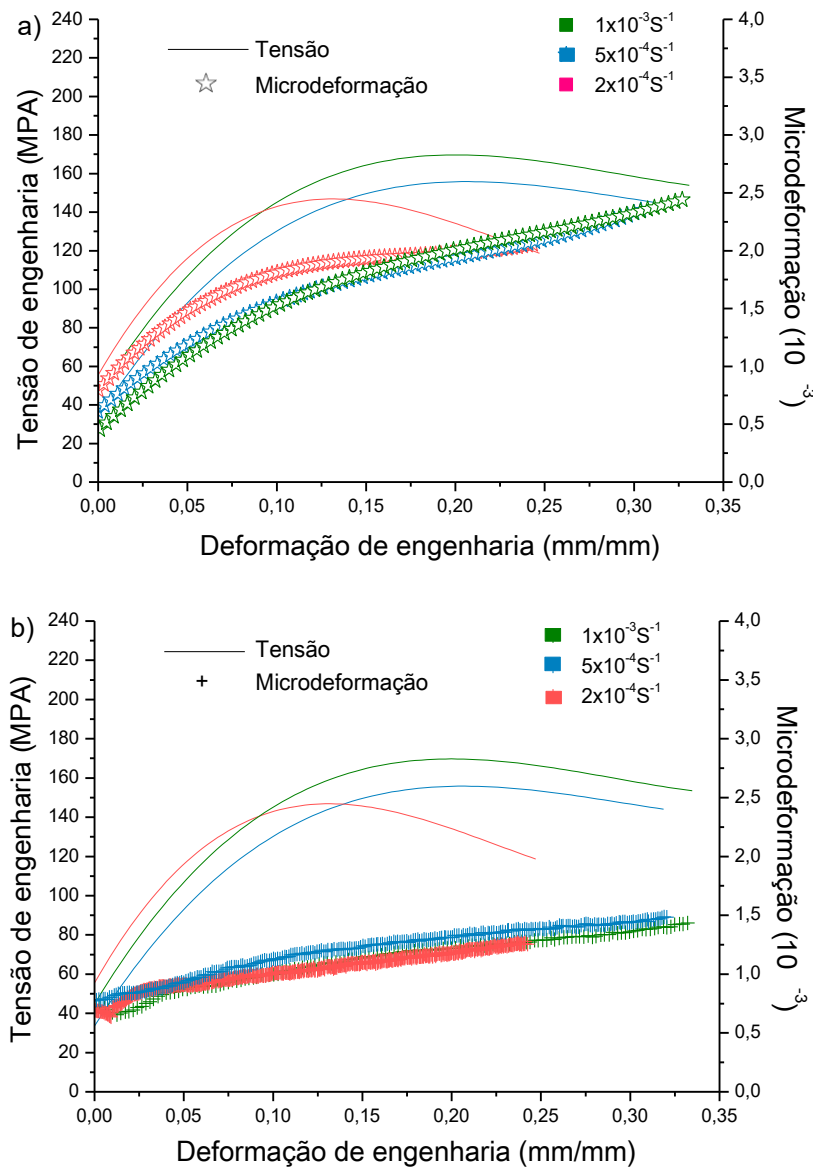 a)
Tensão
Microdeformação
1x10⁻³S⁻¹
5x10⁻⁴S⁻¹
2x10⁻⁴S⁻¹
Tensão de engenharia (MPA)
240
220
200
180
160
140
120
100
80
60
40
20
0
4,0
3,5
3,0
2,5
2,0
1,5
1,0
0,5
0,0
Microdeformação (10⁻³)
0,00 0,05 0,10 0,15 0,20 0,25 0,30 0,35
Deformação de engenharia (mm/mm)
b)
Tensão
Microdeformação
1x10⁻³S⁻¹
5x10⁻⁴S⁻¹
2x10⁻⁴S⁻¹
Tensão de engenharia (MPA)
240
220
200
180
160
140
120
100
80
60
40
20
0
4,0
3,5
3,0
2,5
2,0
1,5
1,0
0,5
0,0
Microdeformação (10⁻³)
0,00 0,05 0,10 0,15 0,20 0,25 0,30 0,35
Deformação de engenharia (mm/mm)